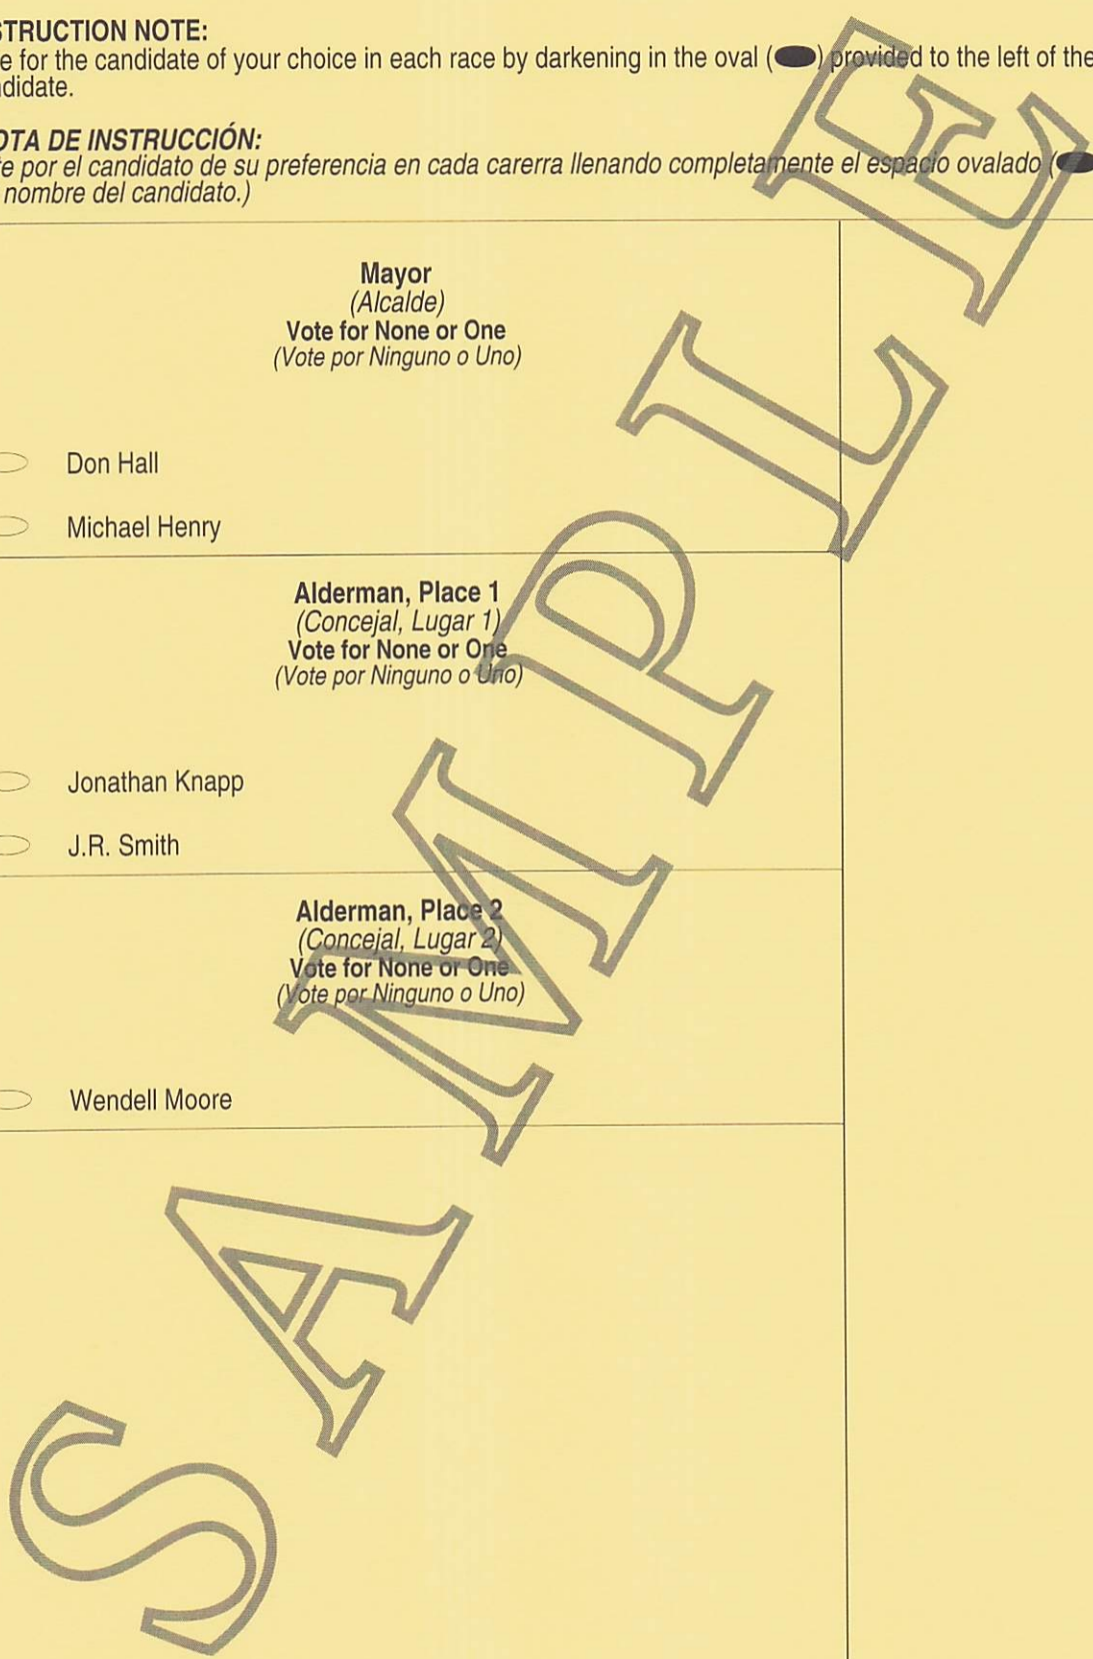 STRUCTION NOTE:
e for the candidate of your choice in each race by darkening in the oval ( ) provided to the left of the
didate.
OTA DE INSTRUCCIÓN:
te por el candidato de su preferencia en cada carerra llenando completamente el espacio ovalado (
nombre del candidato.)
Mayor
(Alcalde)
Vote for None or One
(Vote por Ninguno o Uno)
Don Hall
Michael Henry
Alderman, Place 1
(Concejal, Lugar 1)
Vote for None or One
(Vote por Ninguno o Uno)
Jonathan Knapp
J.R. Smith
Alderman, Place 2
(Concejal, Lugar 2)
Vote for None or One
(Vote por Ninguno o Uno)
Wendell Moore
SAMPLE